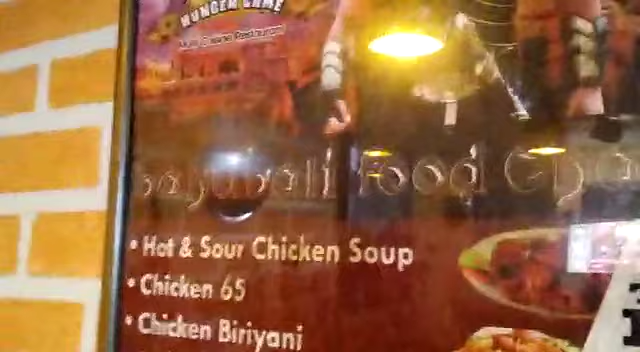 HUNGER GAME
Multi Cuisine Restaurant
food
• Hot & Sour Chicken Soup
• Chicken 65
• Chicken Biriyani